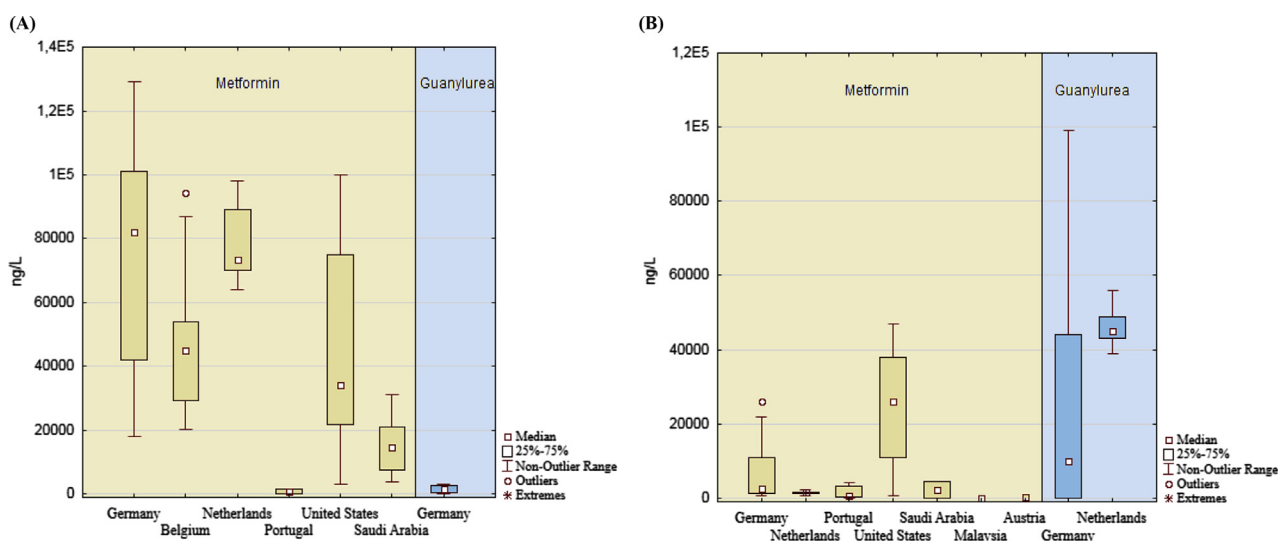 (A)
1,4E5
1,2E5
1E5
80000
60000
40000
20000
0
ng/L
Metformin
Guanylurea
Germany
Belgium
Netherlands
Portugal
United States
Saudi Arabia
Germany
Median
25%-75%
Non-Outlier Range
Outliers
Extremes
(B)
1,2E5
1E5
80000
60000
40000
20000
0
ng/L
Metformin
Guanylurea
Germany
Netherlands
Portugal
United States
Saudi Arabia
Malaysia
Austria
Germany
Netherlands
Median
25%-75%
Non-Outlier Range
Outliers
Extremes